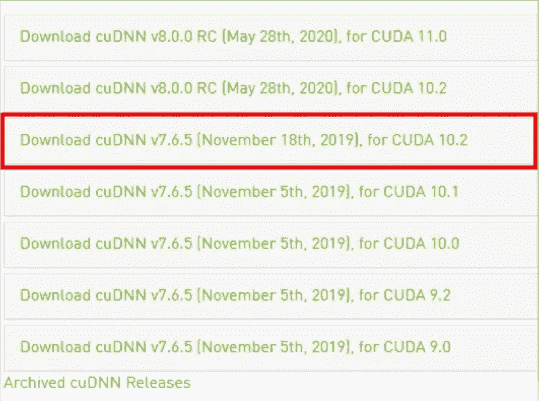 Download cuDNN v8.0.0 RC (May 28th, 2020), for CUDA 11.0
Download cuDNN v8.0.0 RC (May 28th, 2020), for CUDA 10.2
Download cuDNN v7.6.5 (November 18th, 2019), for CUDA 10.2
Download cuDNN v7.6.5 (November 5th, 2019), for CUDA 10.1
Download cuDNN v7.6.5 (November 5th, 2019), for CUDA 10.0
Download cuDNN v7.6.5 (November 5th, 2019), for CUDA 9.2
Download cuDNN v7.6.5 (November 5th, 2019), for CUDA 9.0
Archived cuDNN Releases